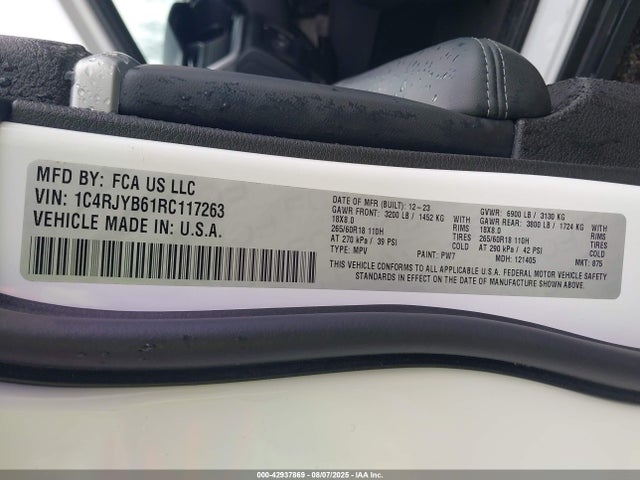 MFD BY: FCA US LLC
VIN: 1C4RJYB61RC117263
VEHICLE MADE IN: U.S.A.
DATE OF MFR (BUILT): 12-23 GVWR: 6900 LB / 3130 KG
GAWR FRONT: 3200 LB / 1452 KG WITH GAWR REAR: 3800 LB / 1724 KG WITH
18X8.0 RIMS 18X8.0 RIMS
265/60R18 110H TIRES 265/60R18 110H TIRES
AT 270 kPa / 39 PSI COLD AT 290 kPa / 42 PSI COLD
TYPE: MPV PAINT: PW7 MDH: 121405 MKT: 875
THIS VEHICLE CONFORMS TO ALL APPLICABLE U.S.A. FEDERAL MOTOR VEHICLE SAFETY
STANDARDS IN EFFECT ON THE DATE OF MANUFACTURE SHOWN ABOVE.
000-42937869 - 08/07/2025 - IAAI.COM